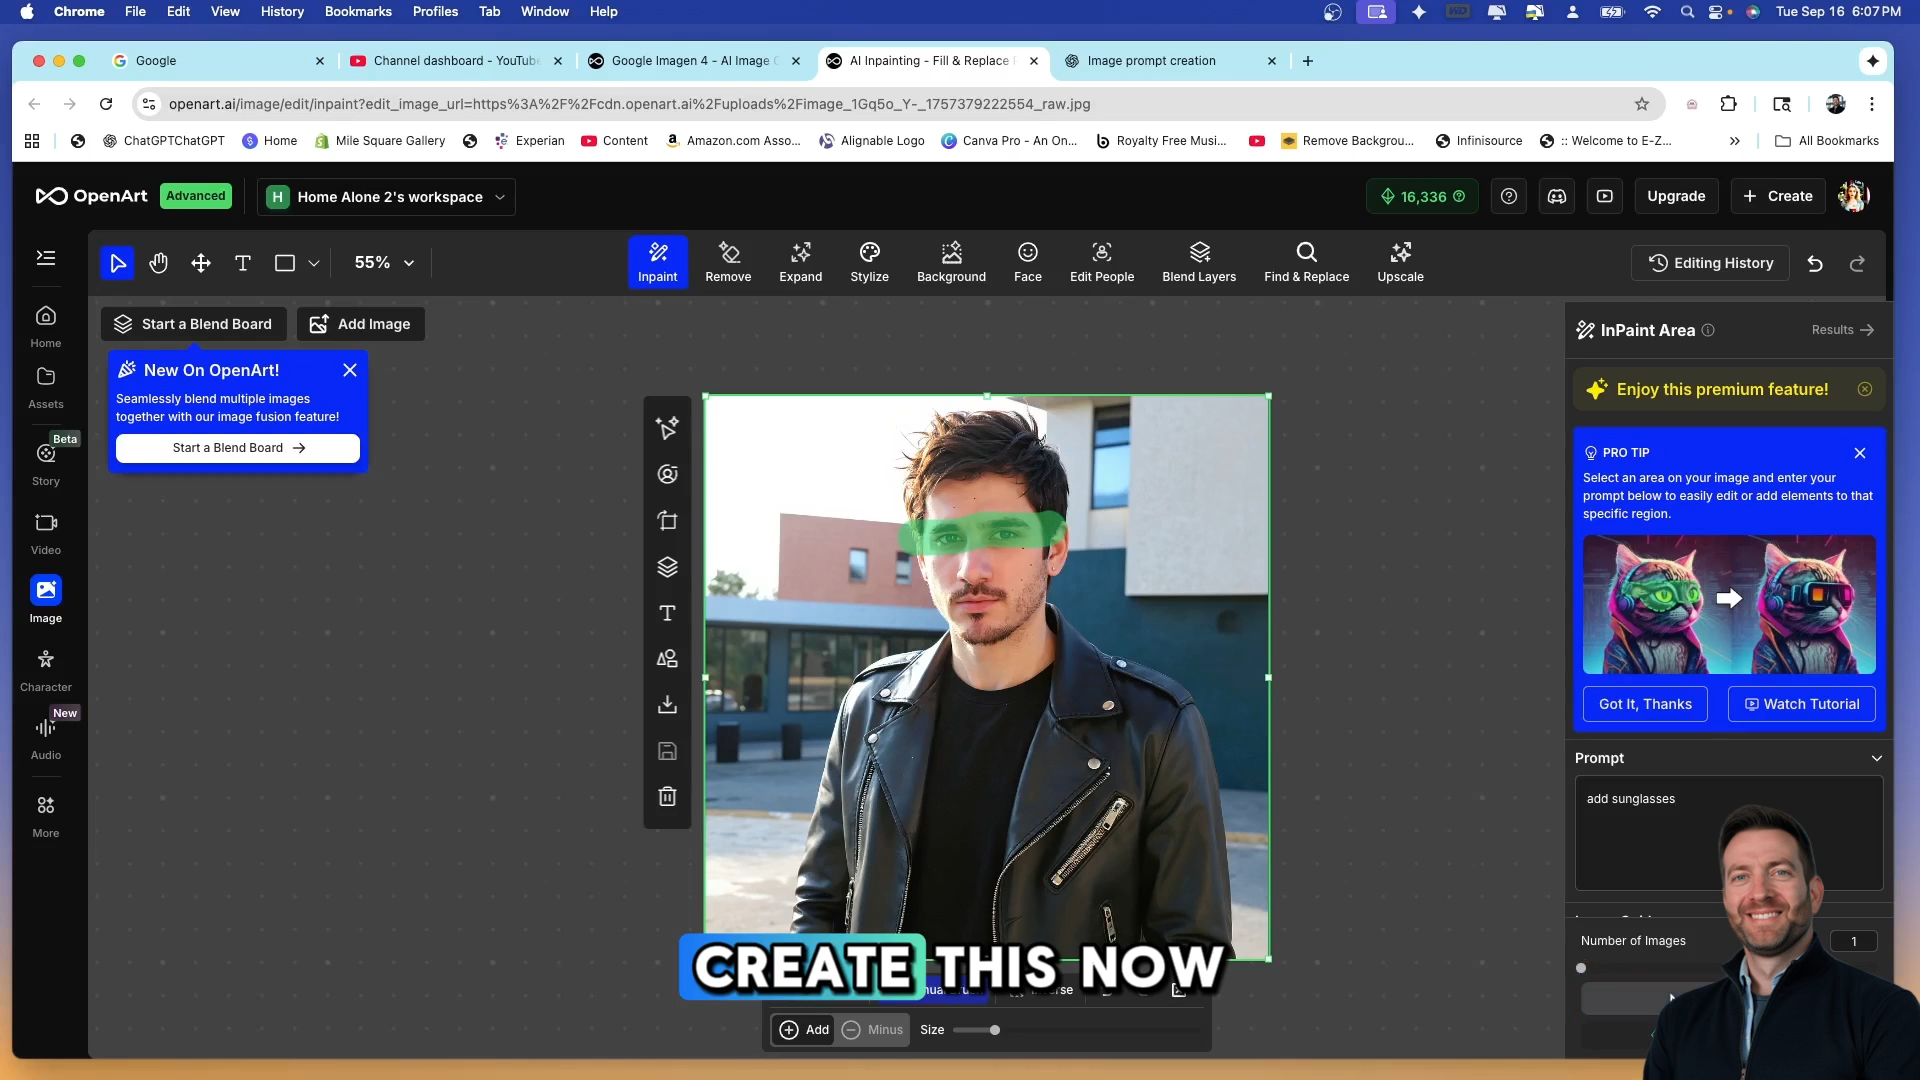 Chrome File Edit View History Bookmarks Profiles Tab Window Help
Tue Sep 16 6:07 PM
Google
Channel dashboard - YouTube
Google Imagen 4 - AI Image
AI Inpainting - Fill & Replace
Image prompt creation
openart.ai/image/edit/inpaint?edit_image_url=https%3A%2F%2Fcdn.openart.ai%2Fuploads%2Fimage_1Gq5o_Y-_1757379222554_raw.jpg
ChatGPTChatGPT
Home
Mile Square Gallery
Experian
Content
Amazon.com Asso...
Alignable Logo
Canva Pro - An On...
Royalty Free Musi...
Remove Backgrou...
Infinisource
:: Welcome to E-Z...
All Bookmarks
OpenArt
Advanced
H Home Alone 2's workspace
16,336
Upgrade
Create
55%
Inpaint
Remove
Expand
Stylize
Background
Face
Edit People
Blend Layers
Find & Replace
Upscale
Editing History
Home
Assets
Beta
Story
Video
Image
Character
New
Audio
More
Start a Blend Board
Add Image
New On OpenArt!
Seamlessly blend multiple images
together with our image fusion feature!
Start a Blend Board
InPaint Area
Results
Enjoy this premium feature!
PRO TIP
Select an area on your image and enter your
prompt below to easily edit or add elements to that
specific region.
Got It, Thanks
Watch Tutorial
Prompt
add sunglasses
Number of Images
1
CREATE THIS NOW
Add
Minus
Size